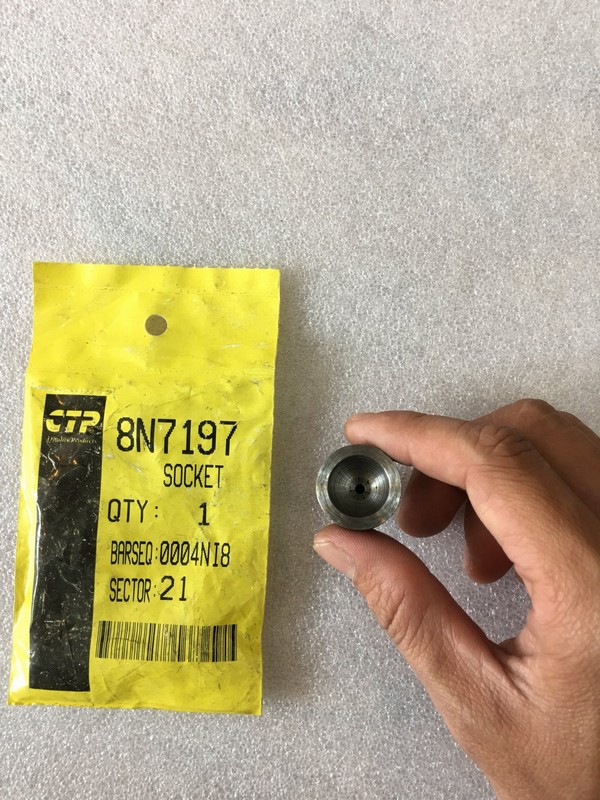 CTP
8N7197
SOCKET
QTY: 1
BARSEQ:0004NI8
SECTOR:21